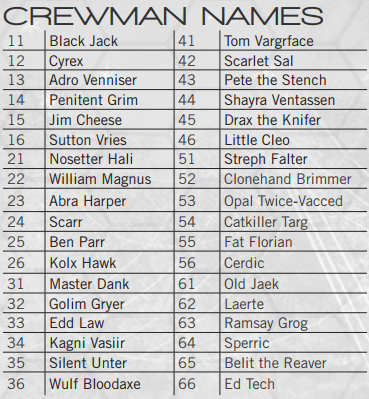 CREWMAN NAMES
11 Black Jack 41 Tom Vargrface
12 Cyrex 42 Scarlet Sal
13 Adro Venniser 43 Pete the Stench
14 Penitent Grim 44 Shayra Ventassen
15 Jim Cheese 45 Drax the Knifer
16 Sutton Vries 46 Little Cleo
21 Nosetter Hali 51 Streph Falter
22 William Magnus 52 Clonehand Brimmer
23 Abra Harper 53 Opal Twice-Vacced
24 Scarr 54 Catkiller Targ
25 Ben Parr 55 Fat Florian
26 Kolx Hawk 56 Cerdic
31 Master Dank 61 Old Jaek
32 Golim Gryer 62 Laerte
33 Edd Law 63 Ramsay Grog
34 Kagni Vasiir 64 Sperric
35 Silent Unter 65 Belit the Reaver
36 Wulf Bloodaxe 66 Ed Tech